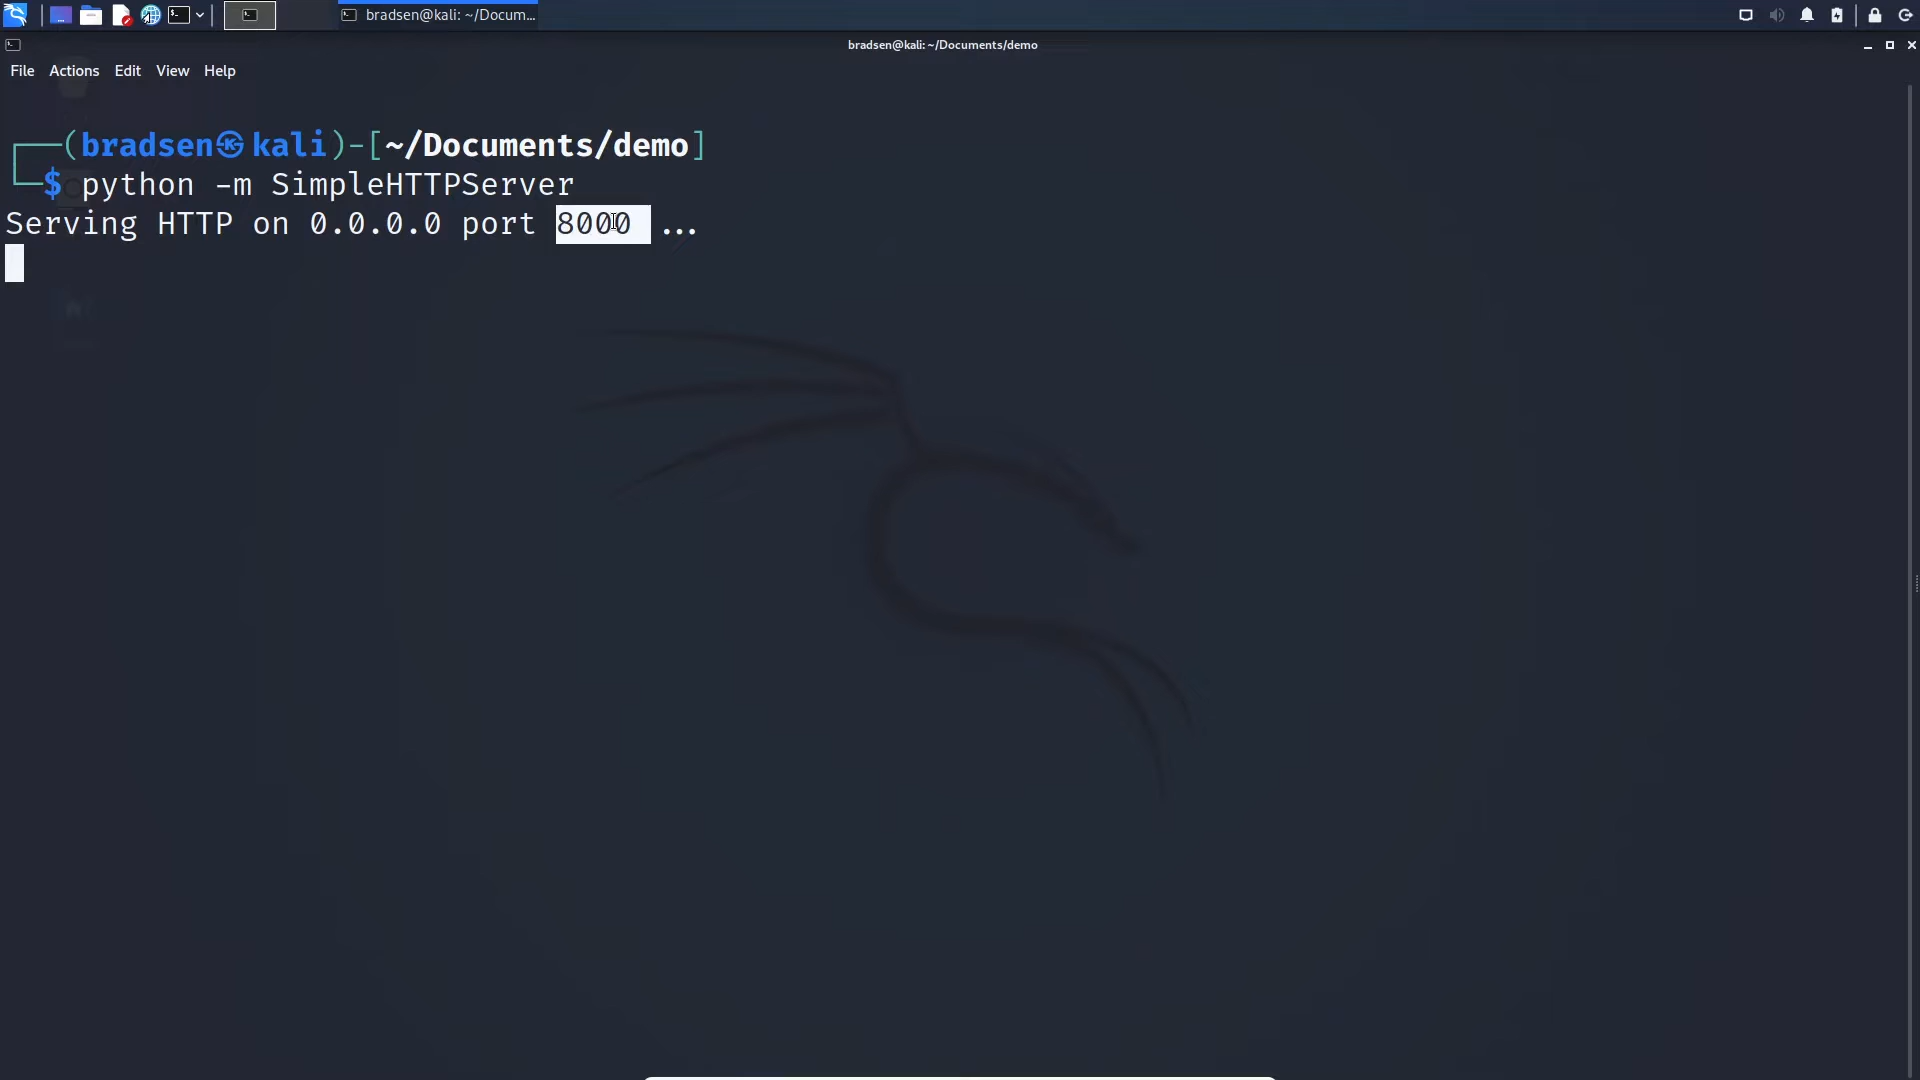 bradsen@kali: ~/Docum...
bradsen@kali: ~/Documents/demo
File Actions Edit View Help
┌──(bradsen㉿kali)-[~/Documents/demo]
└─$ python -m SimpleHTTPServer
Serving HTTP on 0.0.0.0 port 8000 ...